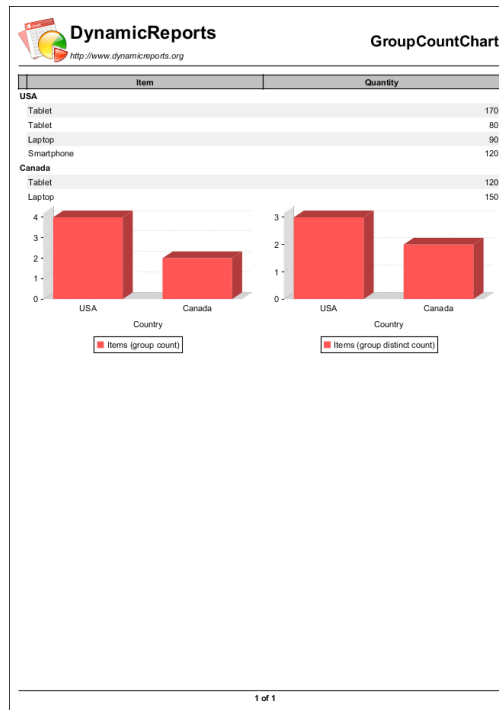 DynamicReports
GroupCountChart
http://www.dynamicreports.org
Item Quantity
USA
Tablet 170
Tablet 80
Laptop 90
Smartphone 120
Canada
Tablet 120
Laptop 150
4
3
2
1
0
USA Canada
Country
Items (group count)
3
2
1
0
USA Canada
Country
Items (group distinct count)
1 of 1